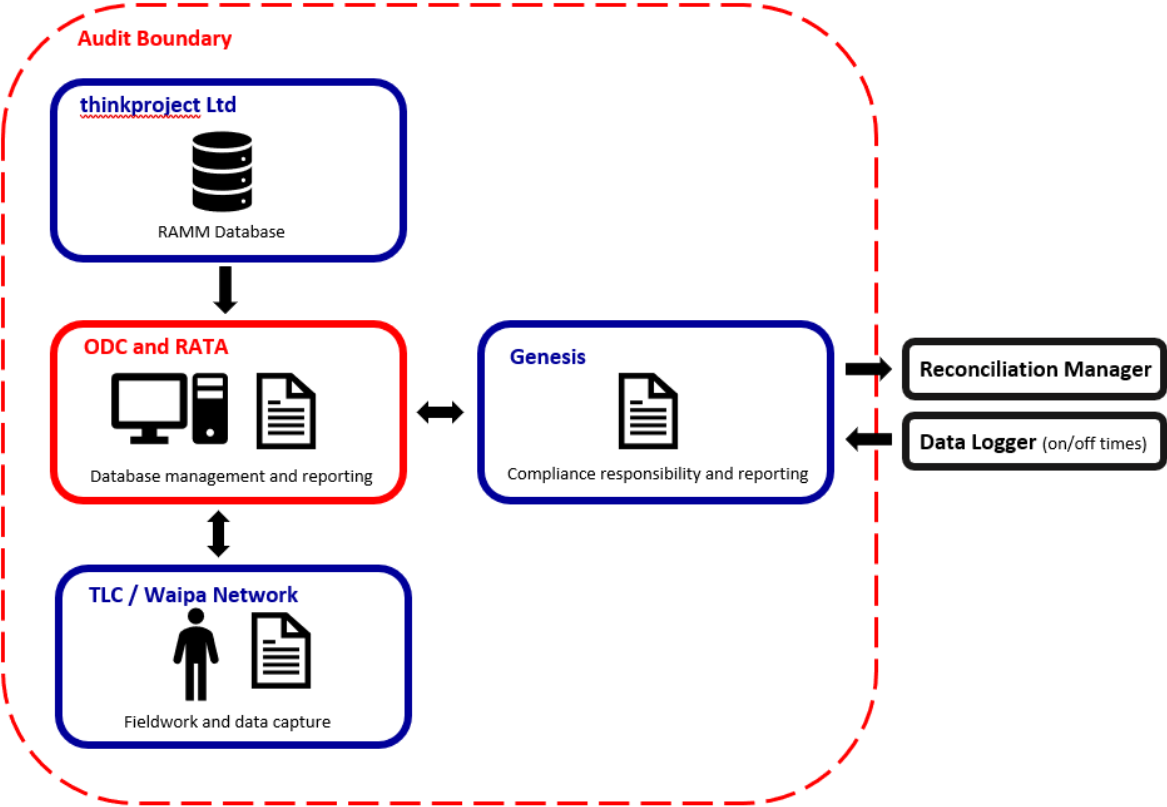 Audit Boundary
thinkproject Ltd
RAMM Database
ODC and RATA
Database management and reporting
Genesis
Compliance responsibility and reporting
Reconciliation Manager
Data Logger (on/off times)
TLC / Waipa Network
Fieldwork and data capture